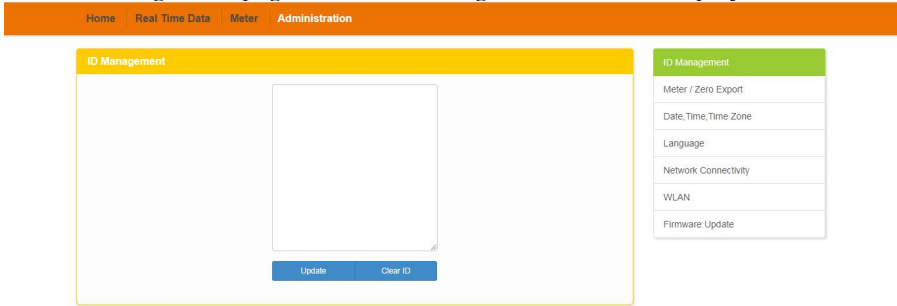 Home Real Time Data Meter Administration
ID Management
Update Clear ID
ID Management
Meter / Zero Export
Date,Time,Time Zone
Language
Network Connectivity
WLAN
Firmware Update